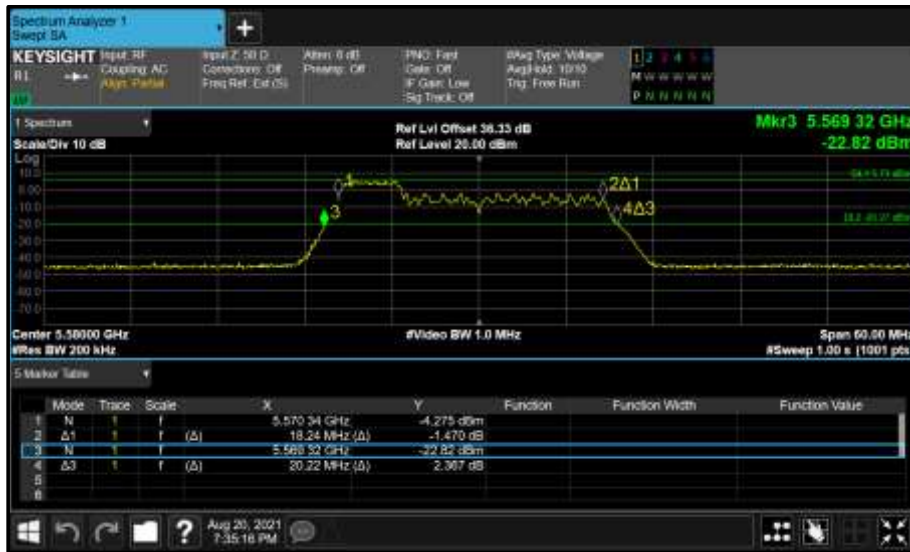 Spectrum Analyzer 1
Swept SA
+
KEYSIGHT
Input: RF
Coupling: AC
Align: Partial
Input Z: 50 Ω
Corrections: Off
Freq Ref: Ext (S)
Atten: 6 dB
Preamp: Off
PNO: Fast
Gate: Off
IF Gain: Low
Sig Track: Off
#Avg Type: Voltage
Avg|Hold: 10/10
Trig: Free Run
1 2 3 4 5 6
M W W W W W
P N N N N N
1 Spectrum
Scale/Div 10 dB
Ref Lvl Offset 36.33 dB
Ref Level 20.00 dBm
Mkr3 5.569 32 GHz
-22.82 dBm
Log
10.0
0.00
-10.0
-20.0
-30.0
-40.0
-50.0
-60.0
-70.0
1
2Δ1
3
4Δ3
Center 5.58000 GHz
#Res BW 200 kHz
#Video BW 1.0 MHz
Span 60.00 MHz
#Sweep 1.00 s (1001 pts
5 Marker Table
Mode Trace Scale X Y Function Function Width Function Value
1 N 1 f 5.570 34 GHz -4.275 dBm
2 Δ1 1 f (Δ) 18.24 MHz (Δ) -1.470 dB
3 N 1 f 5.569 32 GHz -22.82 dBm
4 Δ3 1 f (Δ) 20.22 MHz (Δ) 2.367 dB
5
6
?
Aug 20, 2021
7:35:16 PM